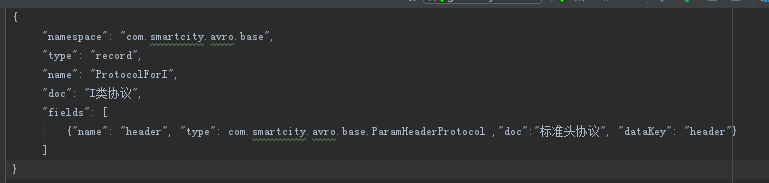 {
"namespace": "com.smartcity.avro.base",
"type": "record",
"name": "ProtocolForI",
"doc": "I类协议",
"fields": [
{"name": "header", "type": com.smartcity.avro.base.ParamHeaderProtocol ,"doc":"标准头协议", "dataKey": "header"}
]
}